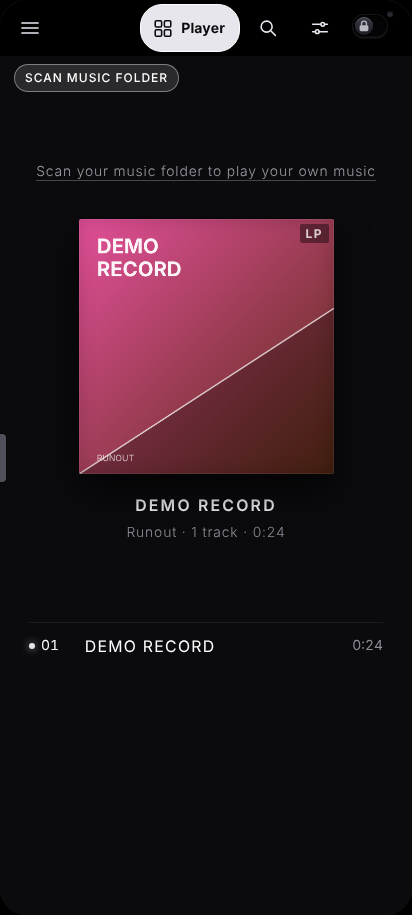 Player
SCAN MUSIC FOLDER
Scan your music folder to play your own music
LP
DEMO
RECORD
RUNOUT
DEMO RECORD
Runout · 1 track · 0:24
01 DEMO RECORD 0:24